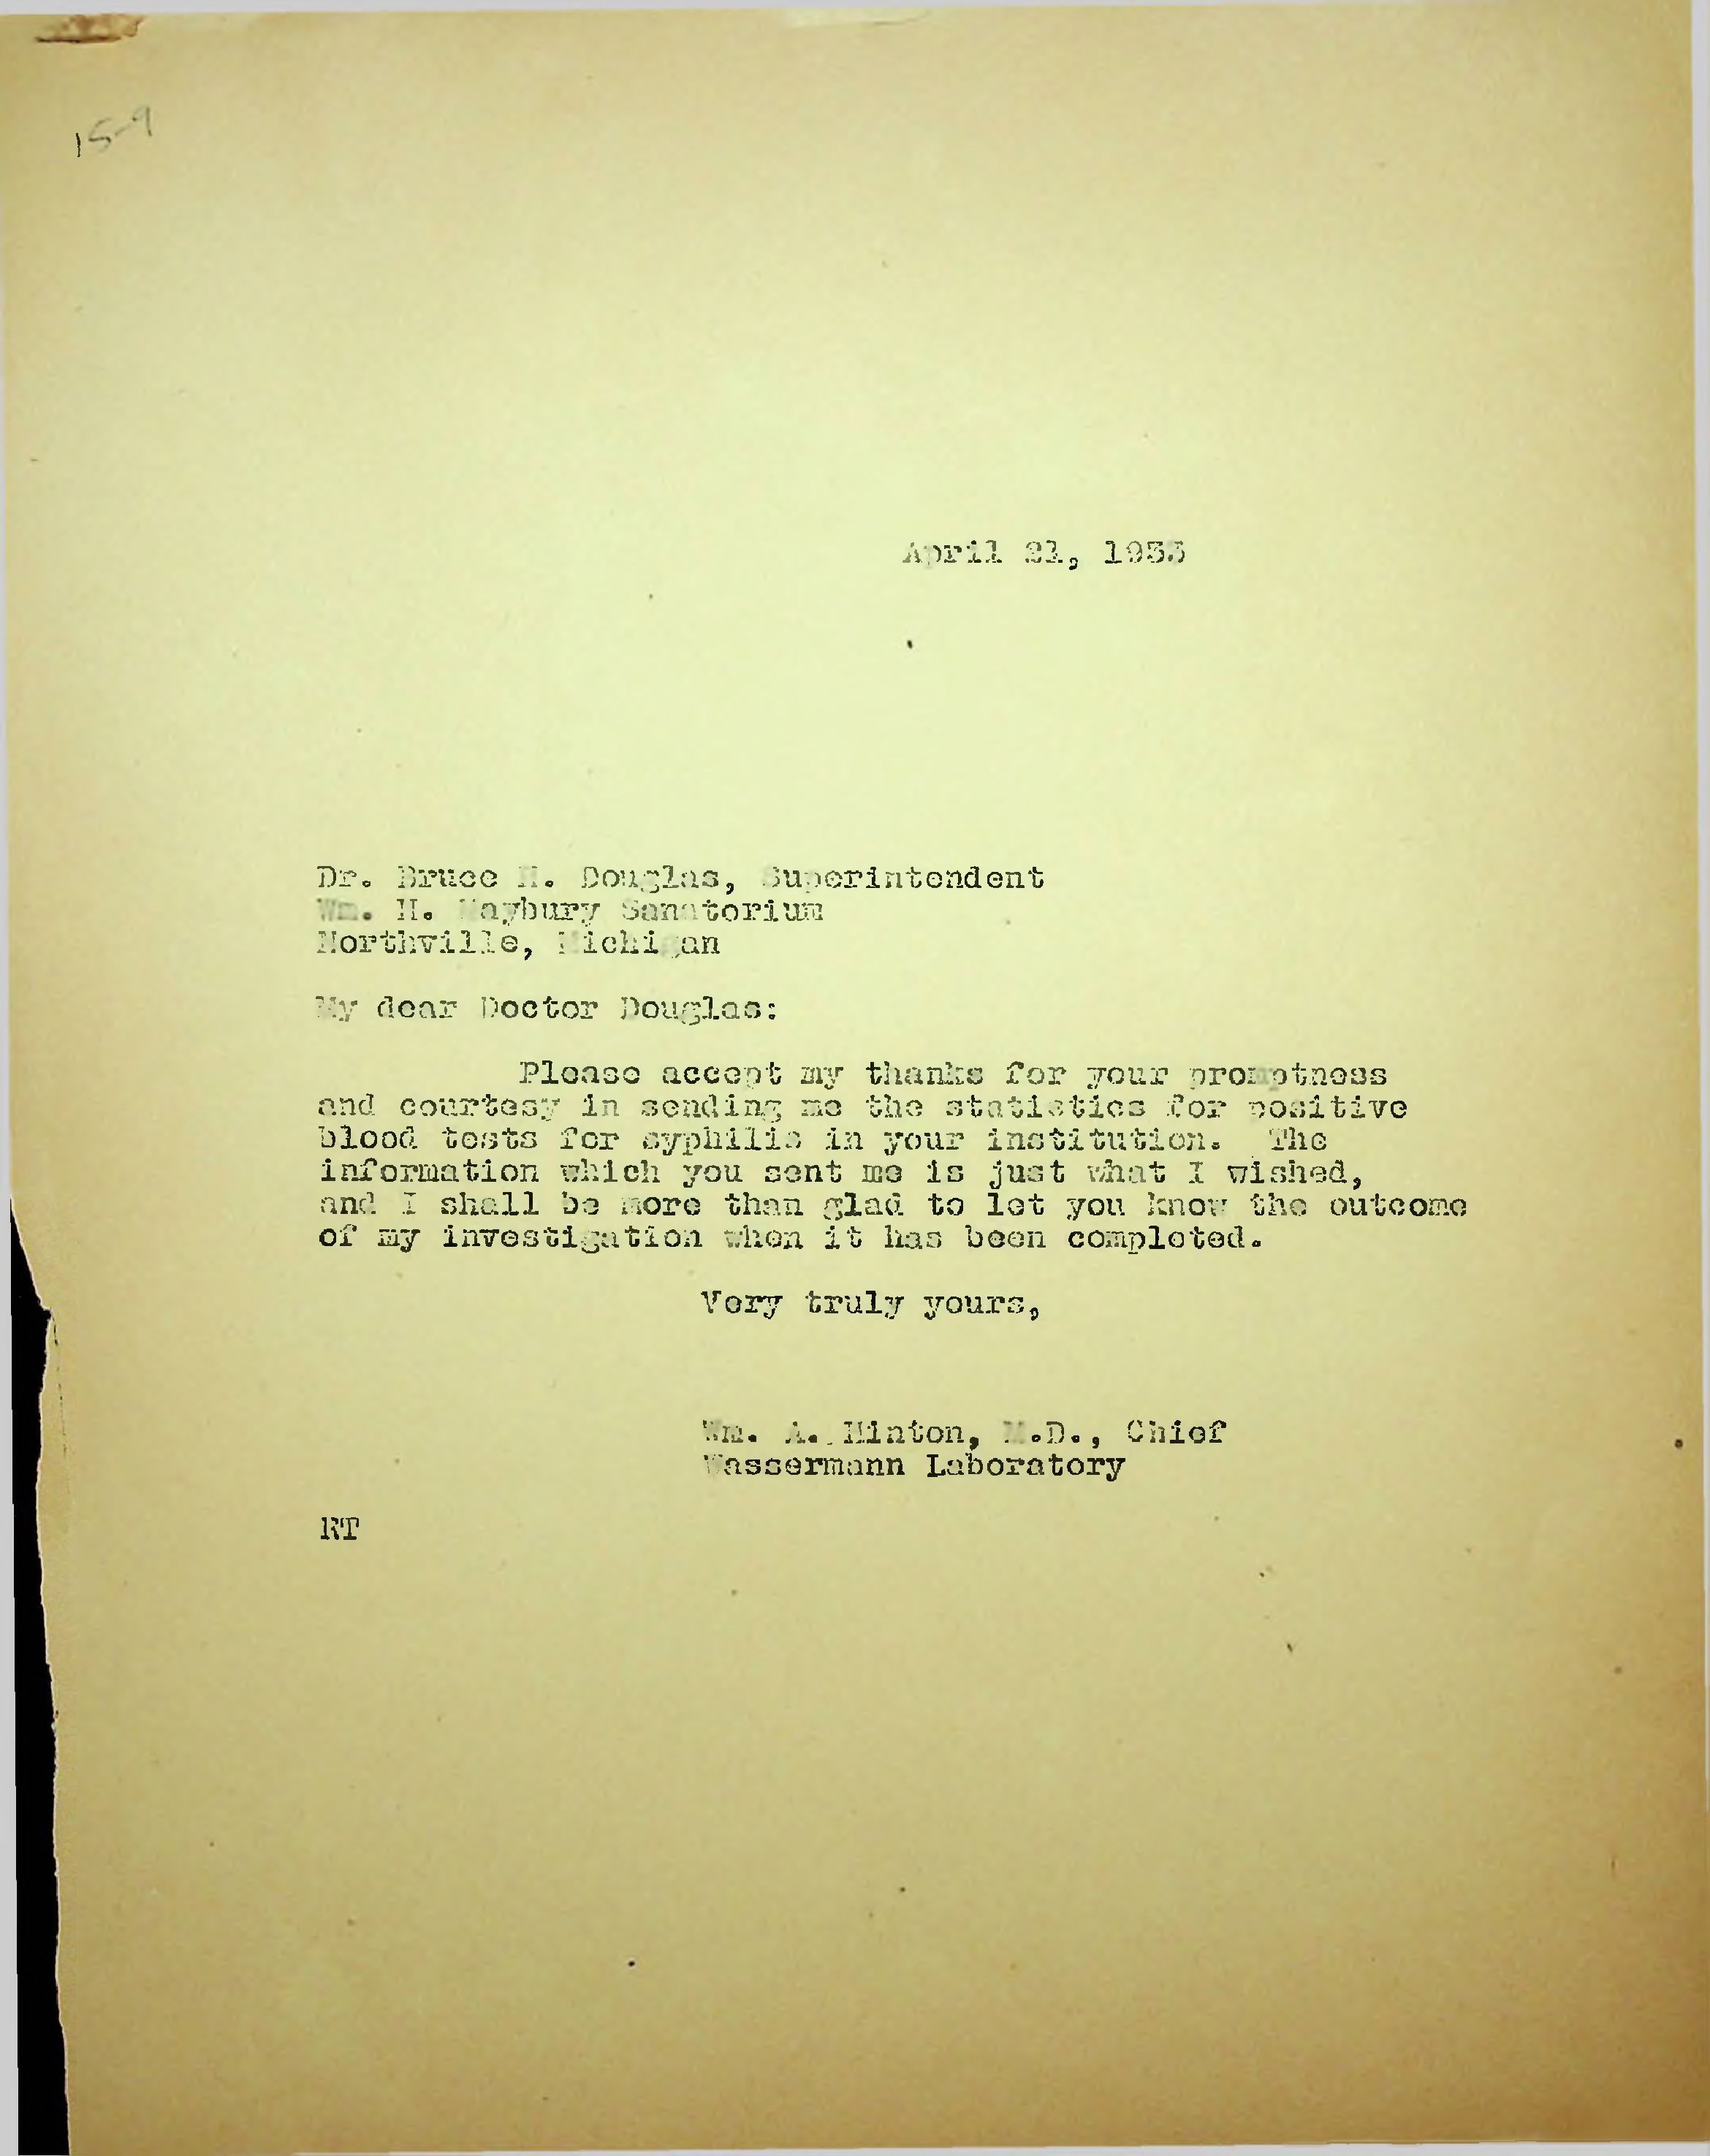 15-9
April 21, 1933
Dr. Bruce H. Douglas, Superintendent
Wm. H. Maybury Sanatorium
Northville, Michigan
My dear Doctor Douglas:
Please accept my thanks for your promptness
and courtesy in sending me the statistics for positive
blood tests for syphilis in your institution. The
information which you sent me is just what I wished,
and I shall be more than glad to let you know the outcome
of my investigation when it has been completed.
Very truly yours,
Wm. A. Hinton, M.D., Chief
Wassermann Laboratory
RT